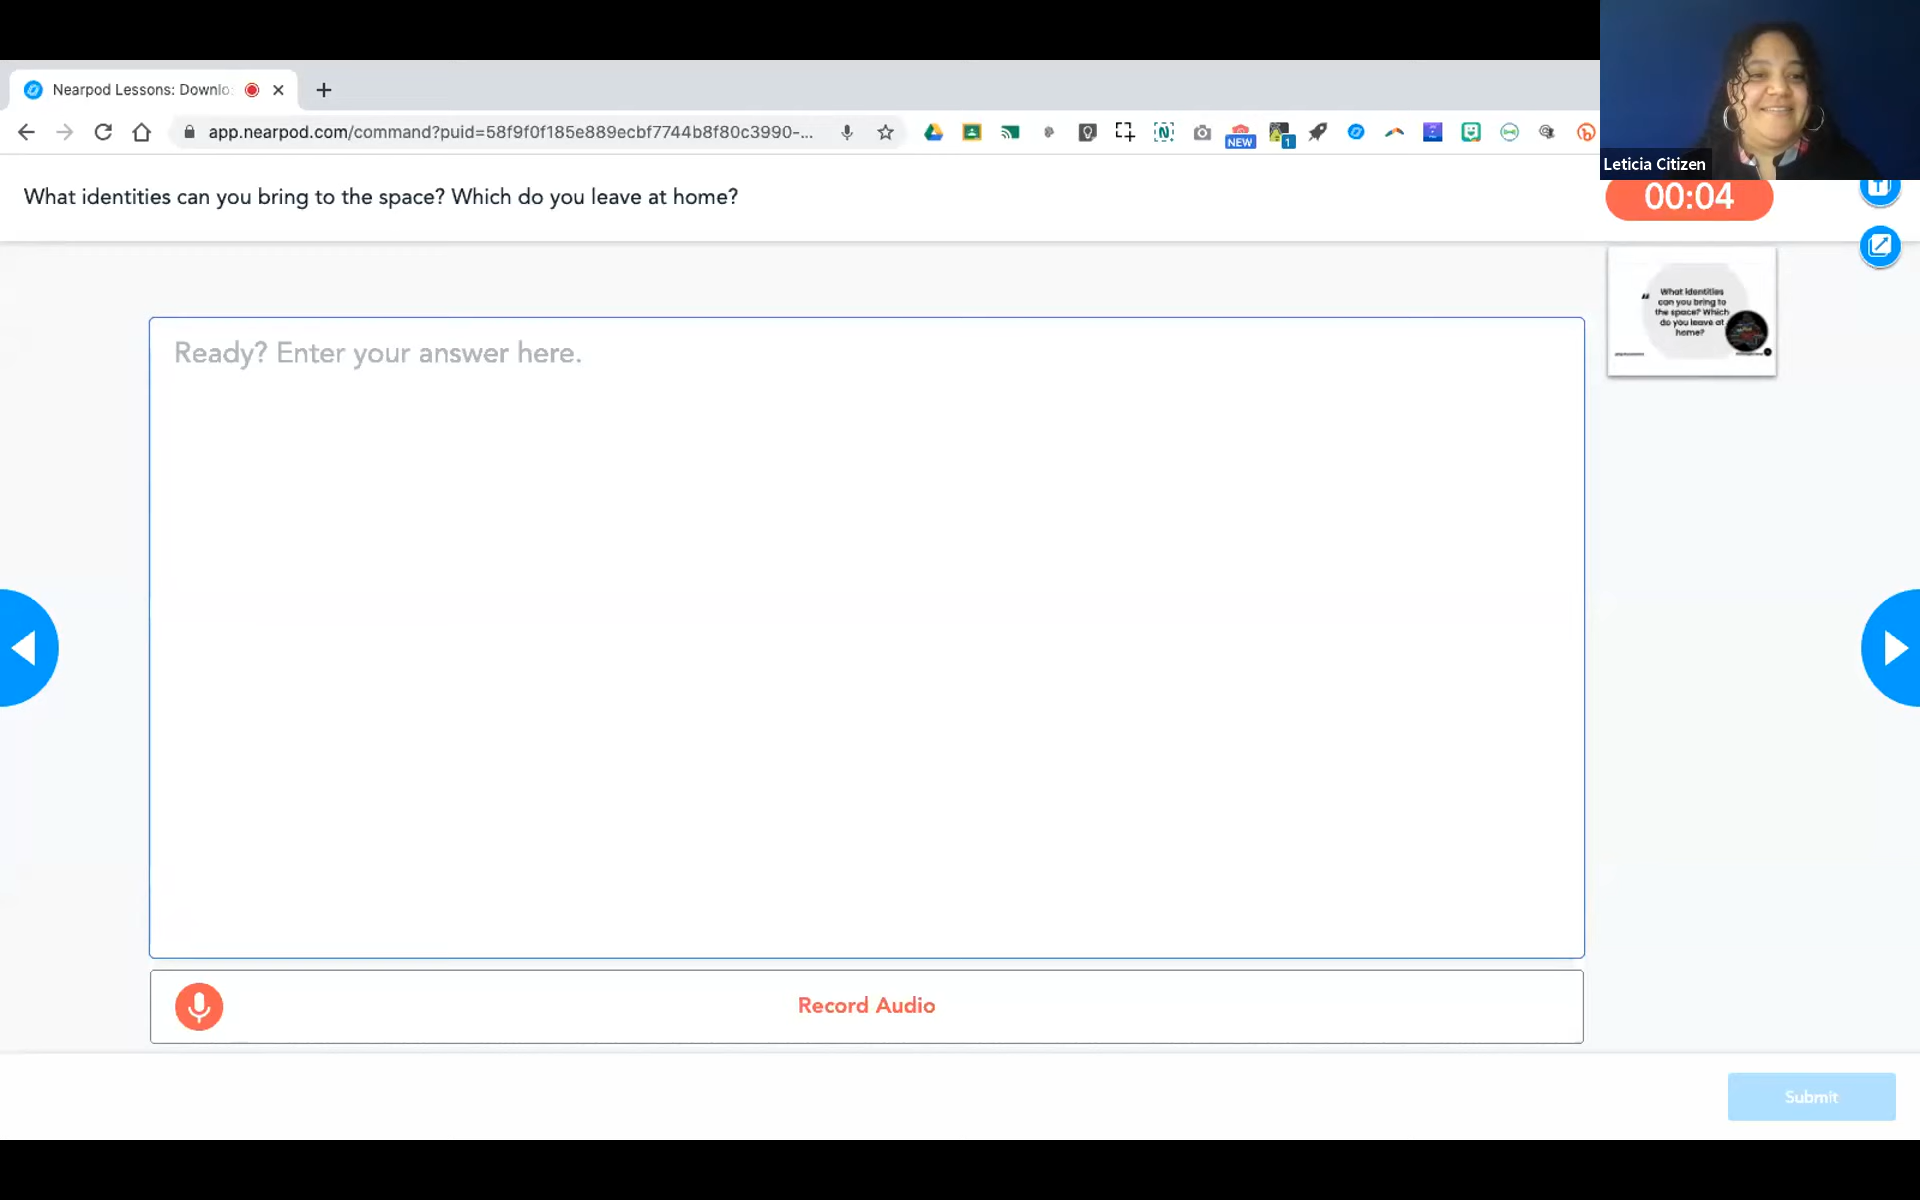 Nearpod Lessons: Downlo
app.nearpod.com/command?puid=58f9f0f185e889ecbf7744b8f80c3990-...
NEW
1
Leticia Citizen
What identities can you bring to the space? Which do you leave at home?
00:04
T
“
What identities
can you bring to
the space? Which
do you leave at
home?
Ready? Enter your answer here.
Record Audio
Submit